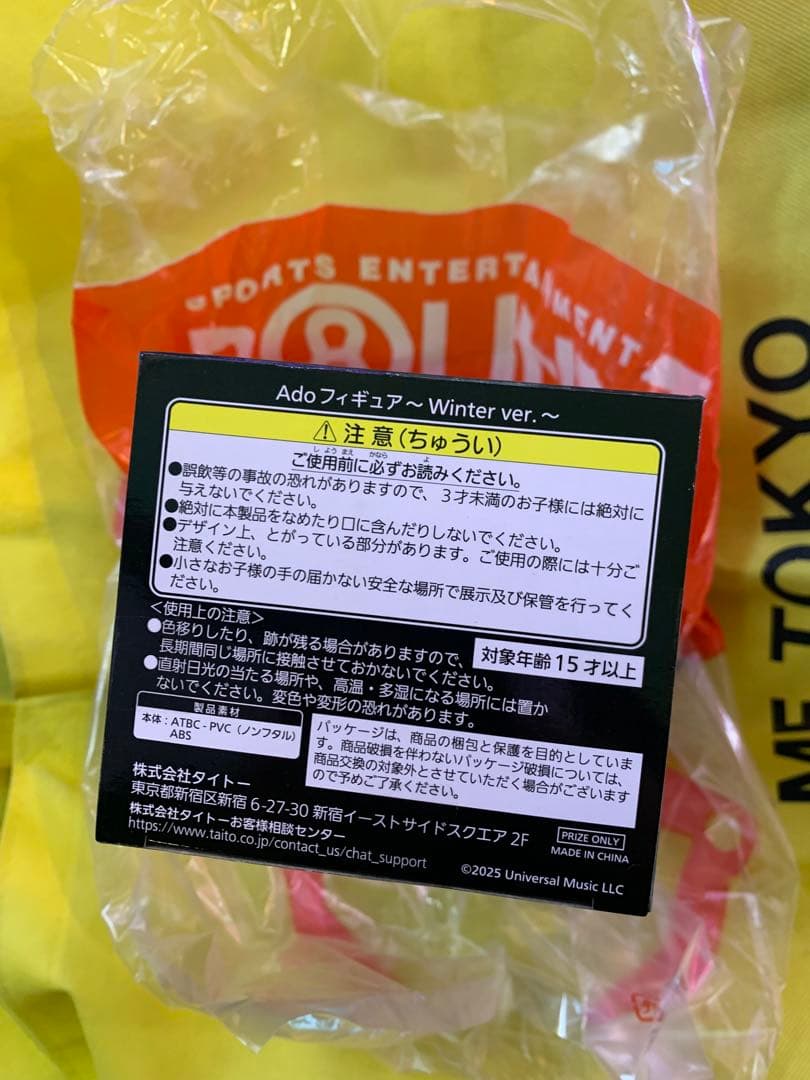 SPORTS ENTERTAINMENT
ROUN
ME TOKYO
Adoフィギュア～Winter ver.～
⚠注意(ちゅうい)
ご使用前に必ずお読みください。
しようまえ かなら よ
●誤飲等の事故の恐れがありますので、3才未満のお子様には絶対に
与えないでください。
●絶対に本製品をなめたり口に含んだりしないでください。
●デザイン上、とがっている部分があります。ご使用の際には十分ご
注意ください。
●小さなお子様の手の届かない安全な場所で展示及び保管を行ってく
ださい。
<使用上の注意>
●色移りしたり、跡が残る場合がありますので、
長期間同じ場所に接触させておかないでください。
対象年齢15才以上
●直射日光の当たる場所や、高温・多湿になる場所には置か
ないでください。変色や変形の恐れがあります。
製品素材
本体：ATBC-PVC（ノンフタル）
ABS
パッケージは、商品の梱包と保護を目的としていま
す。商品破損を伴わないパッケージ破損については、
商品交換の対象外とさせていただく場合がございます
ので予めご了承ください。
株式会社タイトー
東京都新宿区新宿6-27-30 新宿イーストサイドスクエア 2F
株式会社タイトーお客様相談センター
https://www.taito.co.jp/contact_us/chat_support
PRIZE ONLY
MADE IN CHINA
©2025 Universal Music LLC